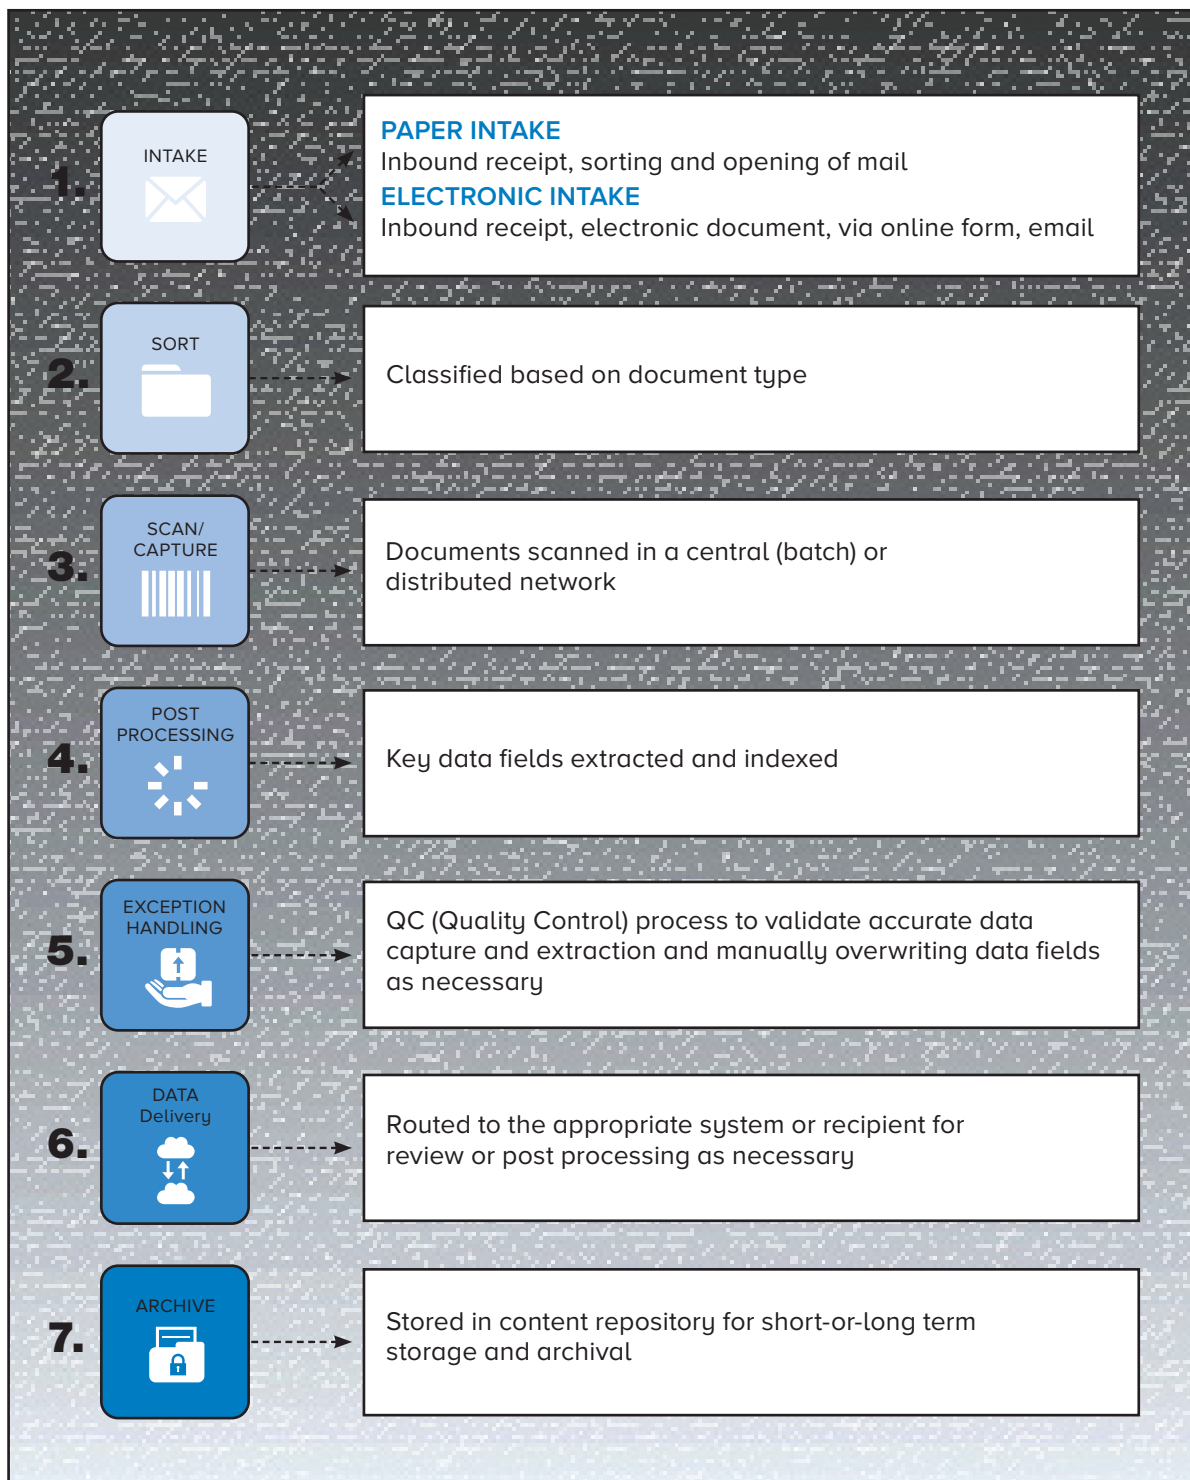 1.
INTAKE
PAPER INTAKE
Inbound receipt, sorting and opening of mail
ELECTRONIC INTAKE
Inbound receipt, electronic document, via online form, email
2.
SORT
Classified based on document type
3.
SCAN/
CAPTURE
Documents scanned in a central (batch) or
distributed network
4.
POST
PROCESSING
Key data fields extracted and indexed
5.
EXCEPTION
HANDLING
QC (Quality Control) process to validate accurate data
capture and extraction and manually overwriting data fields
as necessary
6.
DATA
Delivery
Routed to the appropriate system or recipient for
review or post processing as necessary
7.
ARCHIVE
Stored in content repository for short-or-long term
storage and archival